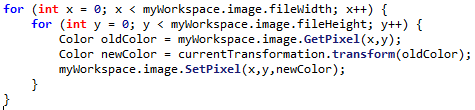 for (int x = 0; x < myWorkspace.image.fileWidth; x++) {
    for (int y = 0; y < myWorkspace.image.fileHeight; y++) {
        Color oldColor = myWorkspace.image.GetPixel(x,y);
        Color newColor = currentTransformation.transform(oldColor);
        myWorkspace.image.SetPixel(x,y,newColor);
    }
}